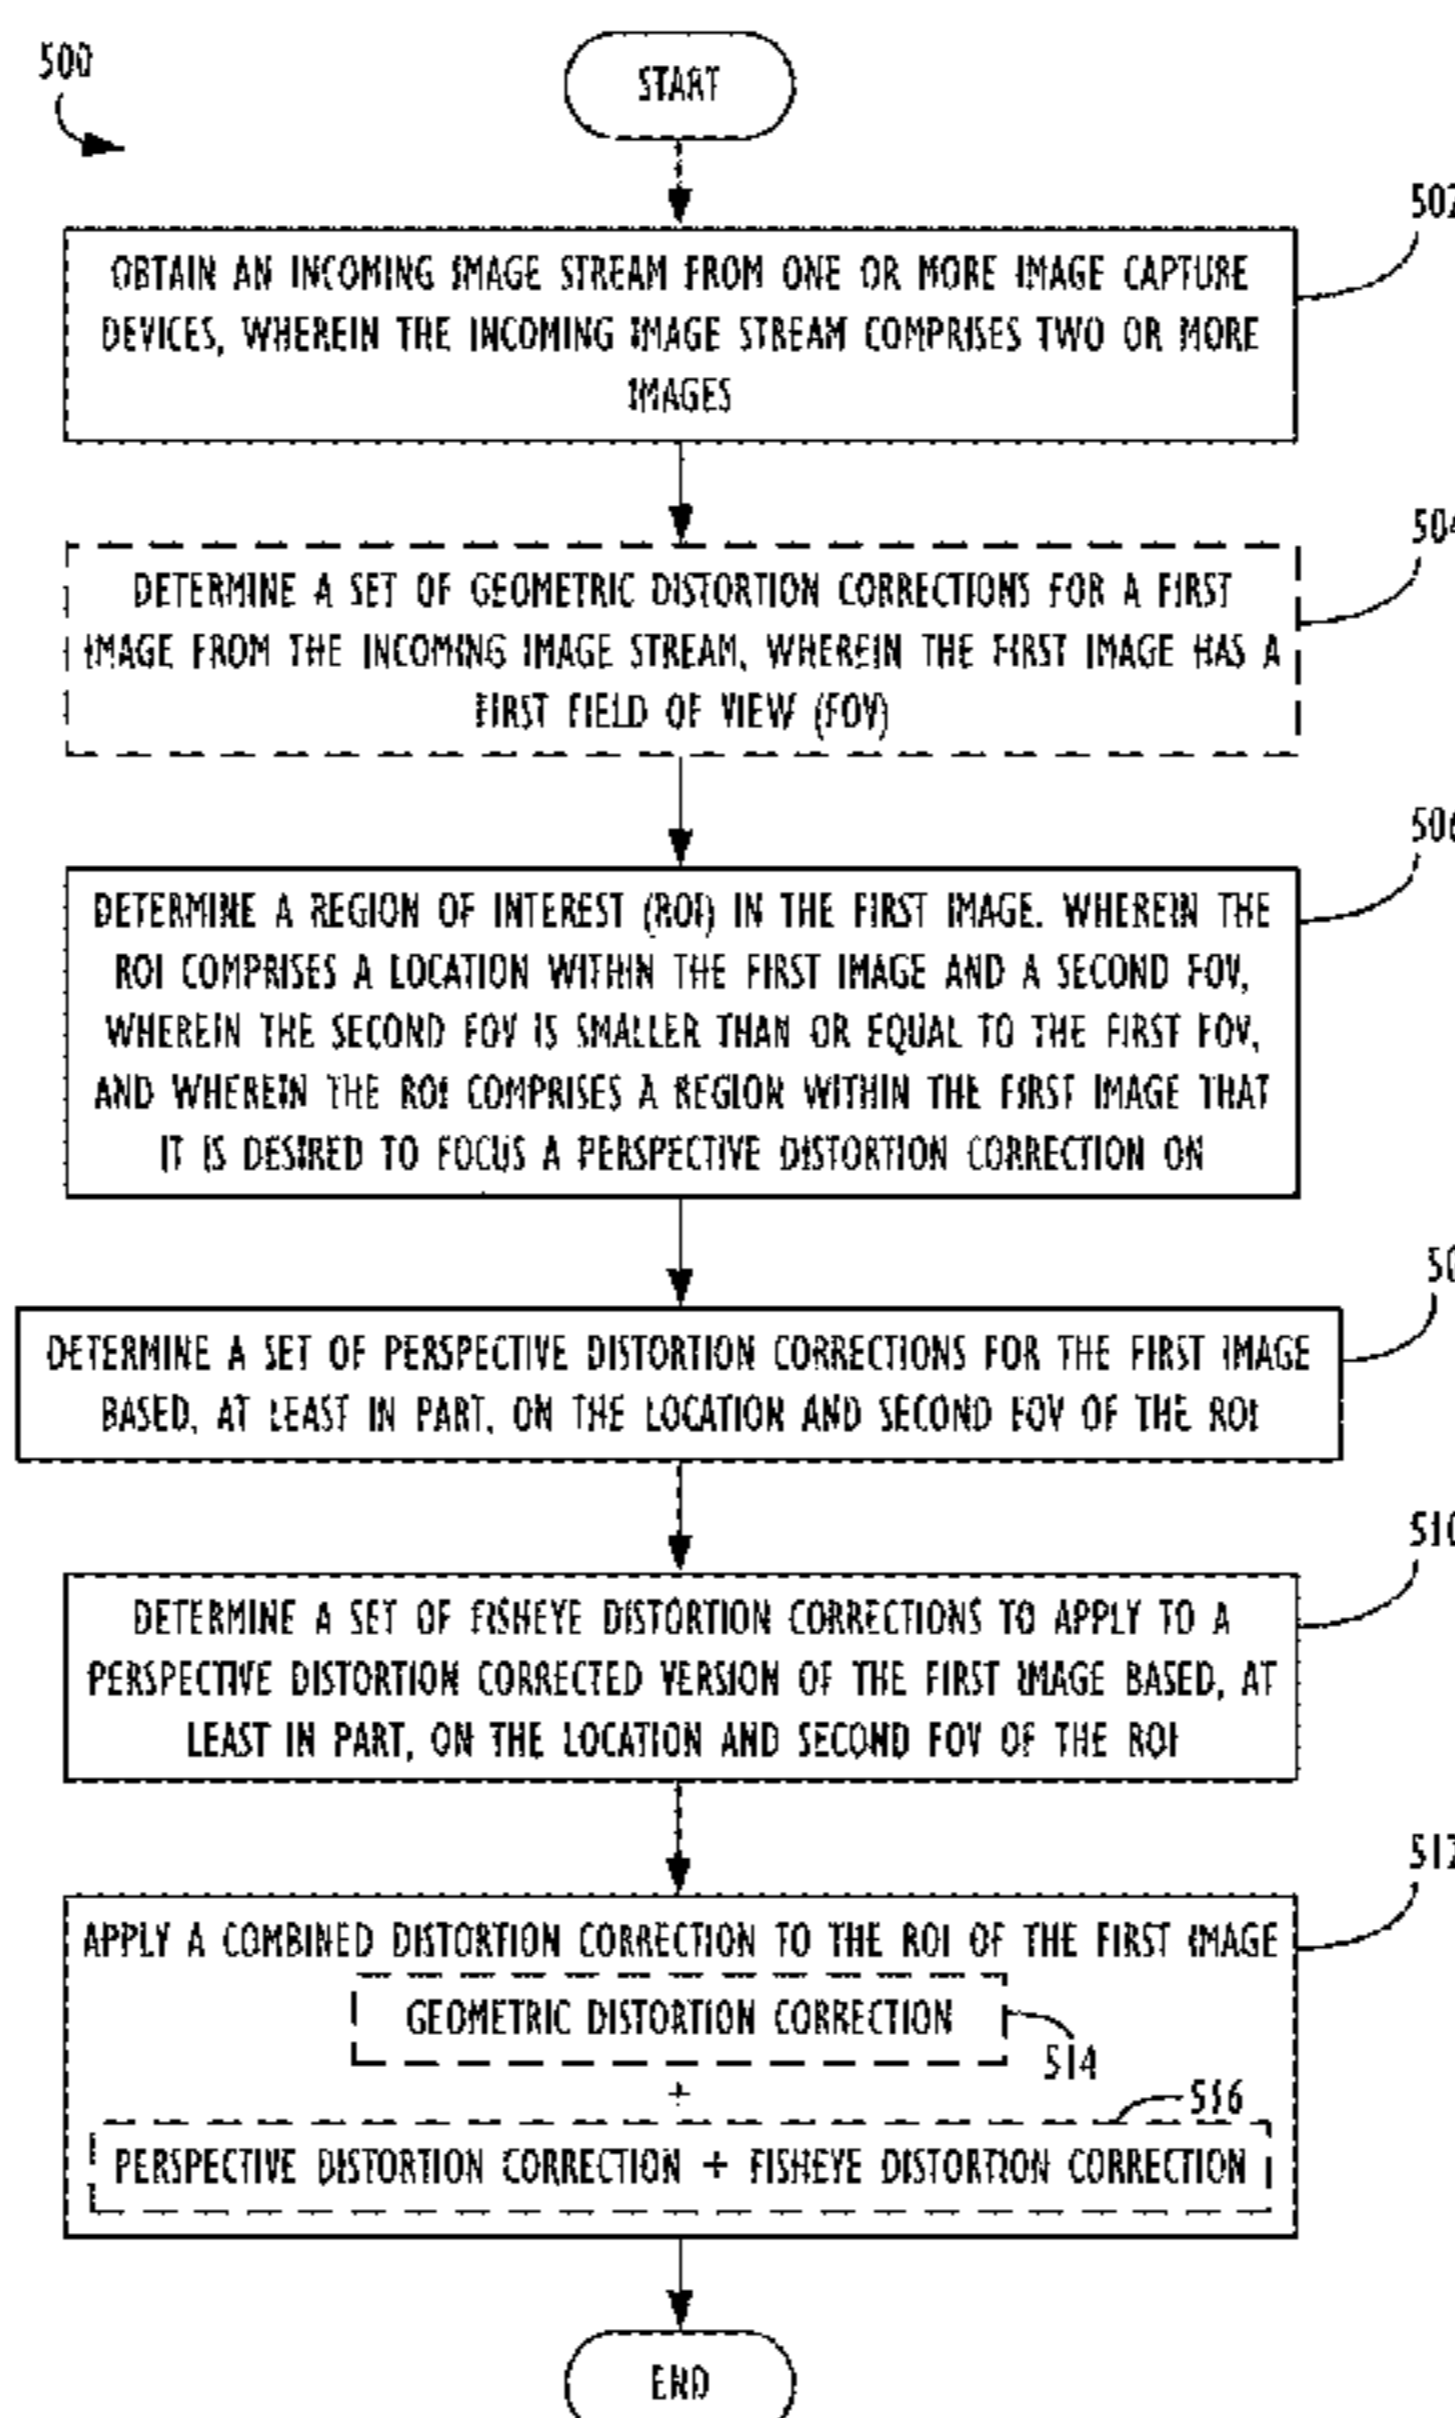 500
START
502
OBTAIN AN INCOMING IMAGE STREAM FROM ONE OR MORE IMAGE CAPTURE
DEVICES, WHEREIN THE INCOMING IMAGE STREAM COMPRISES TWO OR MORE
IMAGES
504
DETERMINE A SET OF GEOMETRIC DISTORTION CORRECTIONS FOR A FIRST
IMAGE FROM THE INCOMING IMAGE STREAM, WHEREIN THE FIRST IMAGE HAS A
FIRST FIELD OF VIEW (FOV)
506
DETERMINE A REGION OF INTEREST (ROI) IN THE FIRST IMAGE. WHEREIN THE
ROI COMPRISES A LOCATION WITHIN THE FIRST IMAGE AND A SECOND FOV,
WHEREIN THE SECOND FOV IS SMALLER THAN OR EQUAL TO THE FIRST FOV,
AND WHEREIN THE ROI COMPRISES A REGION WITHIN THE FIRST IMAGE THAT
IT IS DESIRED TO FOCUS A PERSPECTIVE DISTORTION CORRECTION ON
DETERMINE A SET OF PERSPECTIVE DISTORTION CORRECTIONS FOR THE FIRST IMAGE
BASED, AT LEAST IN PART, ON THE LOCATION AND SECOND FOV OF THE ROI
510
DETERMINE A SET OF FISHEYE DISTORTION CORRECTIONS TO APPLY TO A
PERSPECTIVE DISTORTION CORRECTED VERSION OF THE FIRST IMAGE BASED, AT
LEAST IN PART, ON THE LOCATION AND SECOND FOV OF THE ROI
512
APPLY A COMBINED DISTORTION CORRECTION TO THE ROI OF THE FIRST IMAGE
GEOMETRIC DISTORTION CORRECTION
514
+
516
PERSPECTIVE DISTORTION CORRECTION + FISHEYE DISTORTION CORRECTION
END